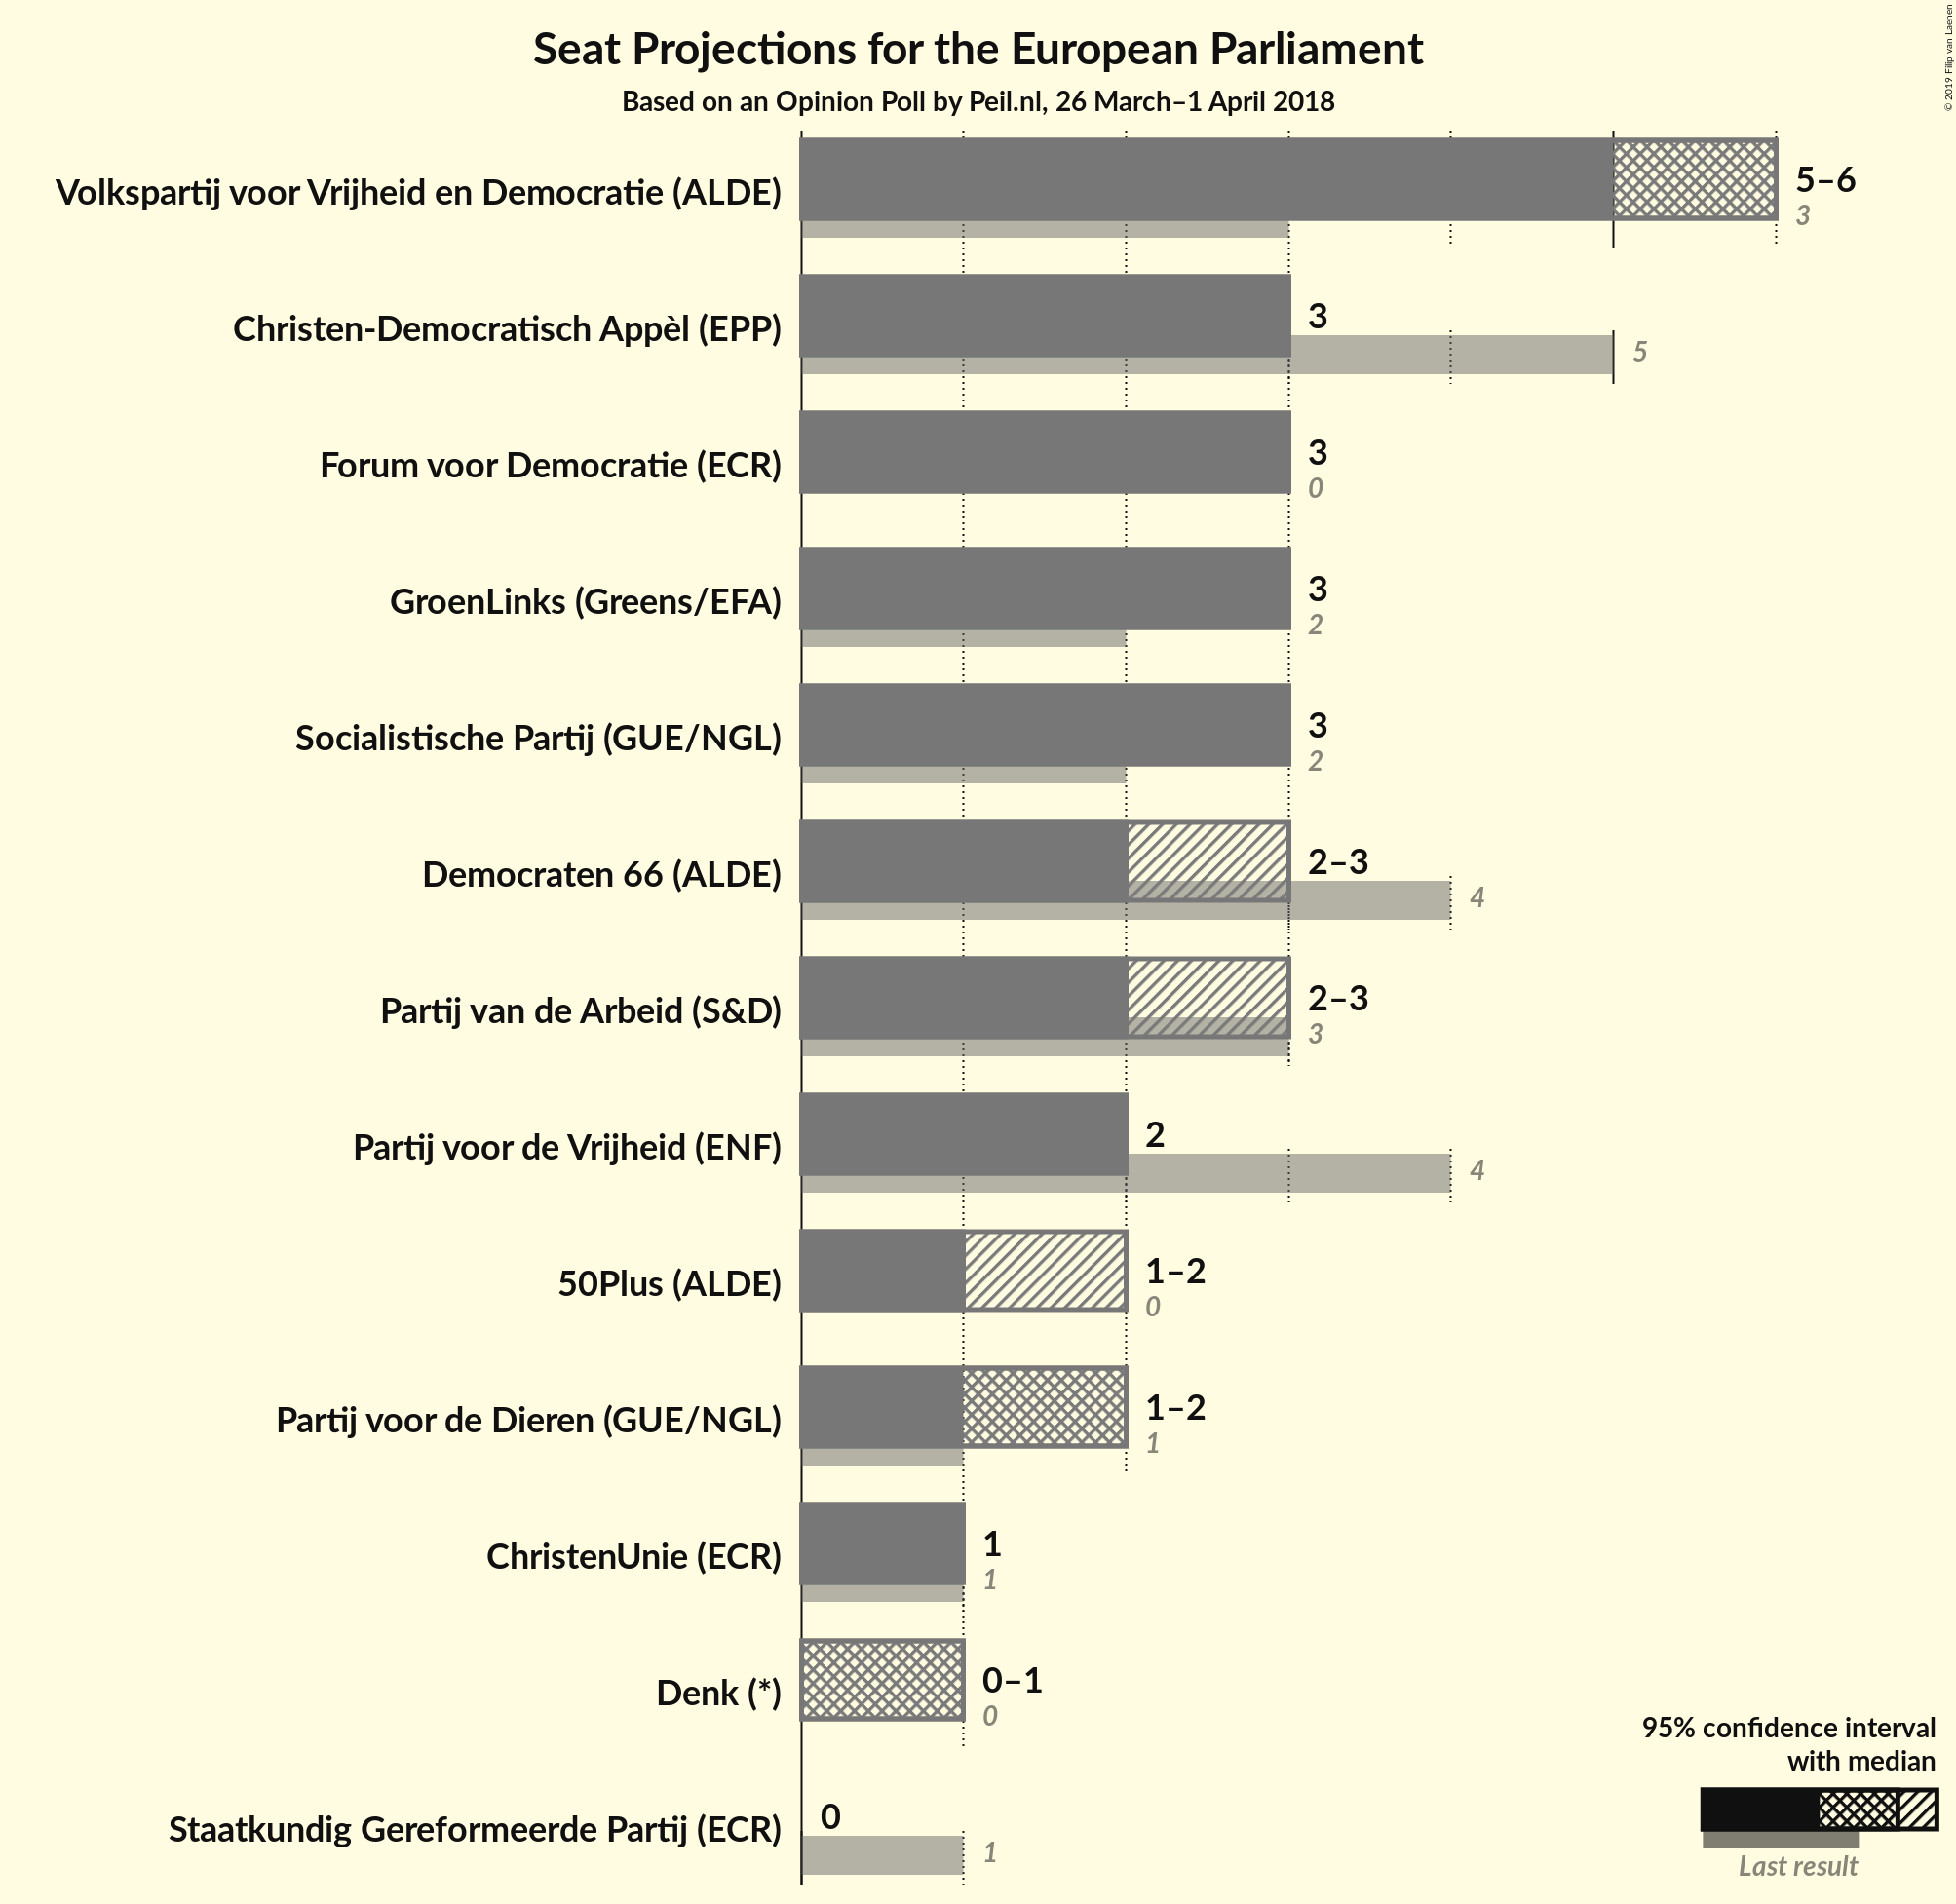 Seat Projections for the European Parliament
Based on an Opinion Poll by Peil.nl, 26 March–1 April 2018
© 2019 Filip van Laenen
Volkspartij voor Vrijheid en Democratie (ALDE)
5–6
3
Christen-Democratisch Appèl (EPP)
3
5
Forum voor Democratie (ECR)
3
0
GroenLinks (Greens/EFA)
3
2
Socialistische Partij (GUE/NGL)
3
2
Democraten 66 (ALDE)
2–3
4
Partij van de Arbeid (S&D)
2–3
3
Partij voor de Vrijheid (ENF)
2
4
50Plus (ALDE)
1–2
0
Partij voor de Dieren (GUE/NGL)
1–2
1
ChristenUnie (ECR)
1
1
Denk (*)
0–1
0
Staatkundig Gereformeerde Partij (ECR)
0
1
95% confidence interval
with median
Last result